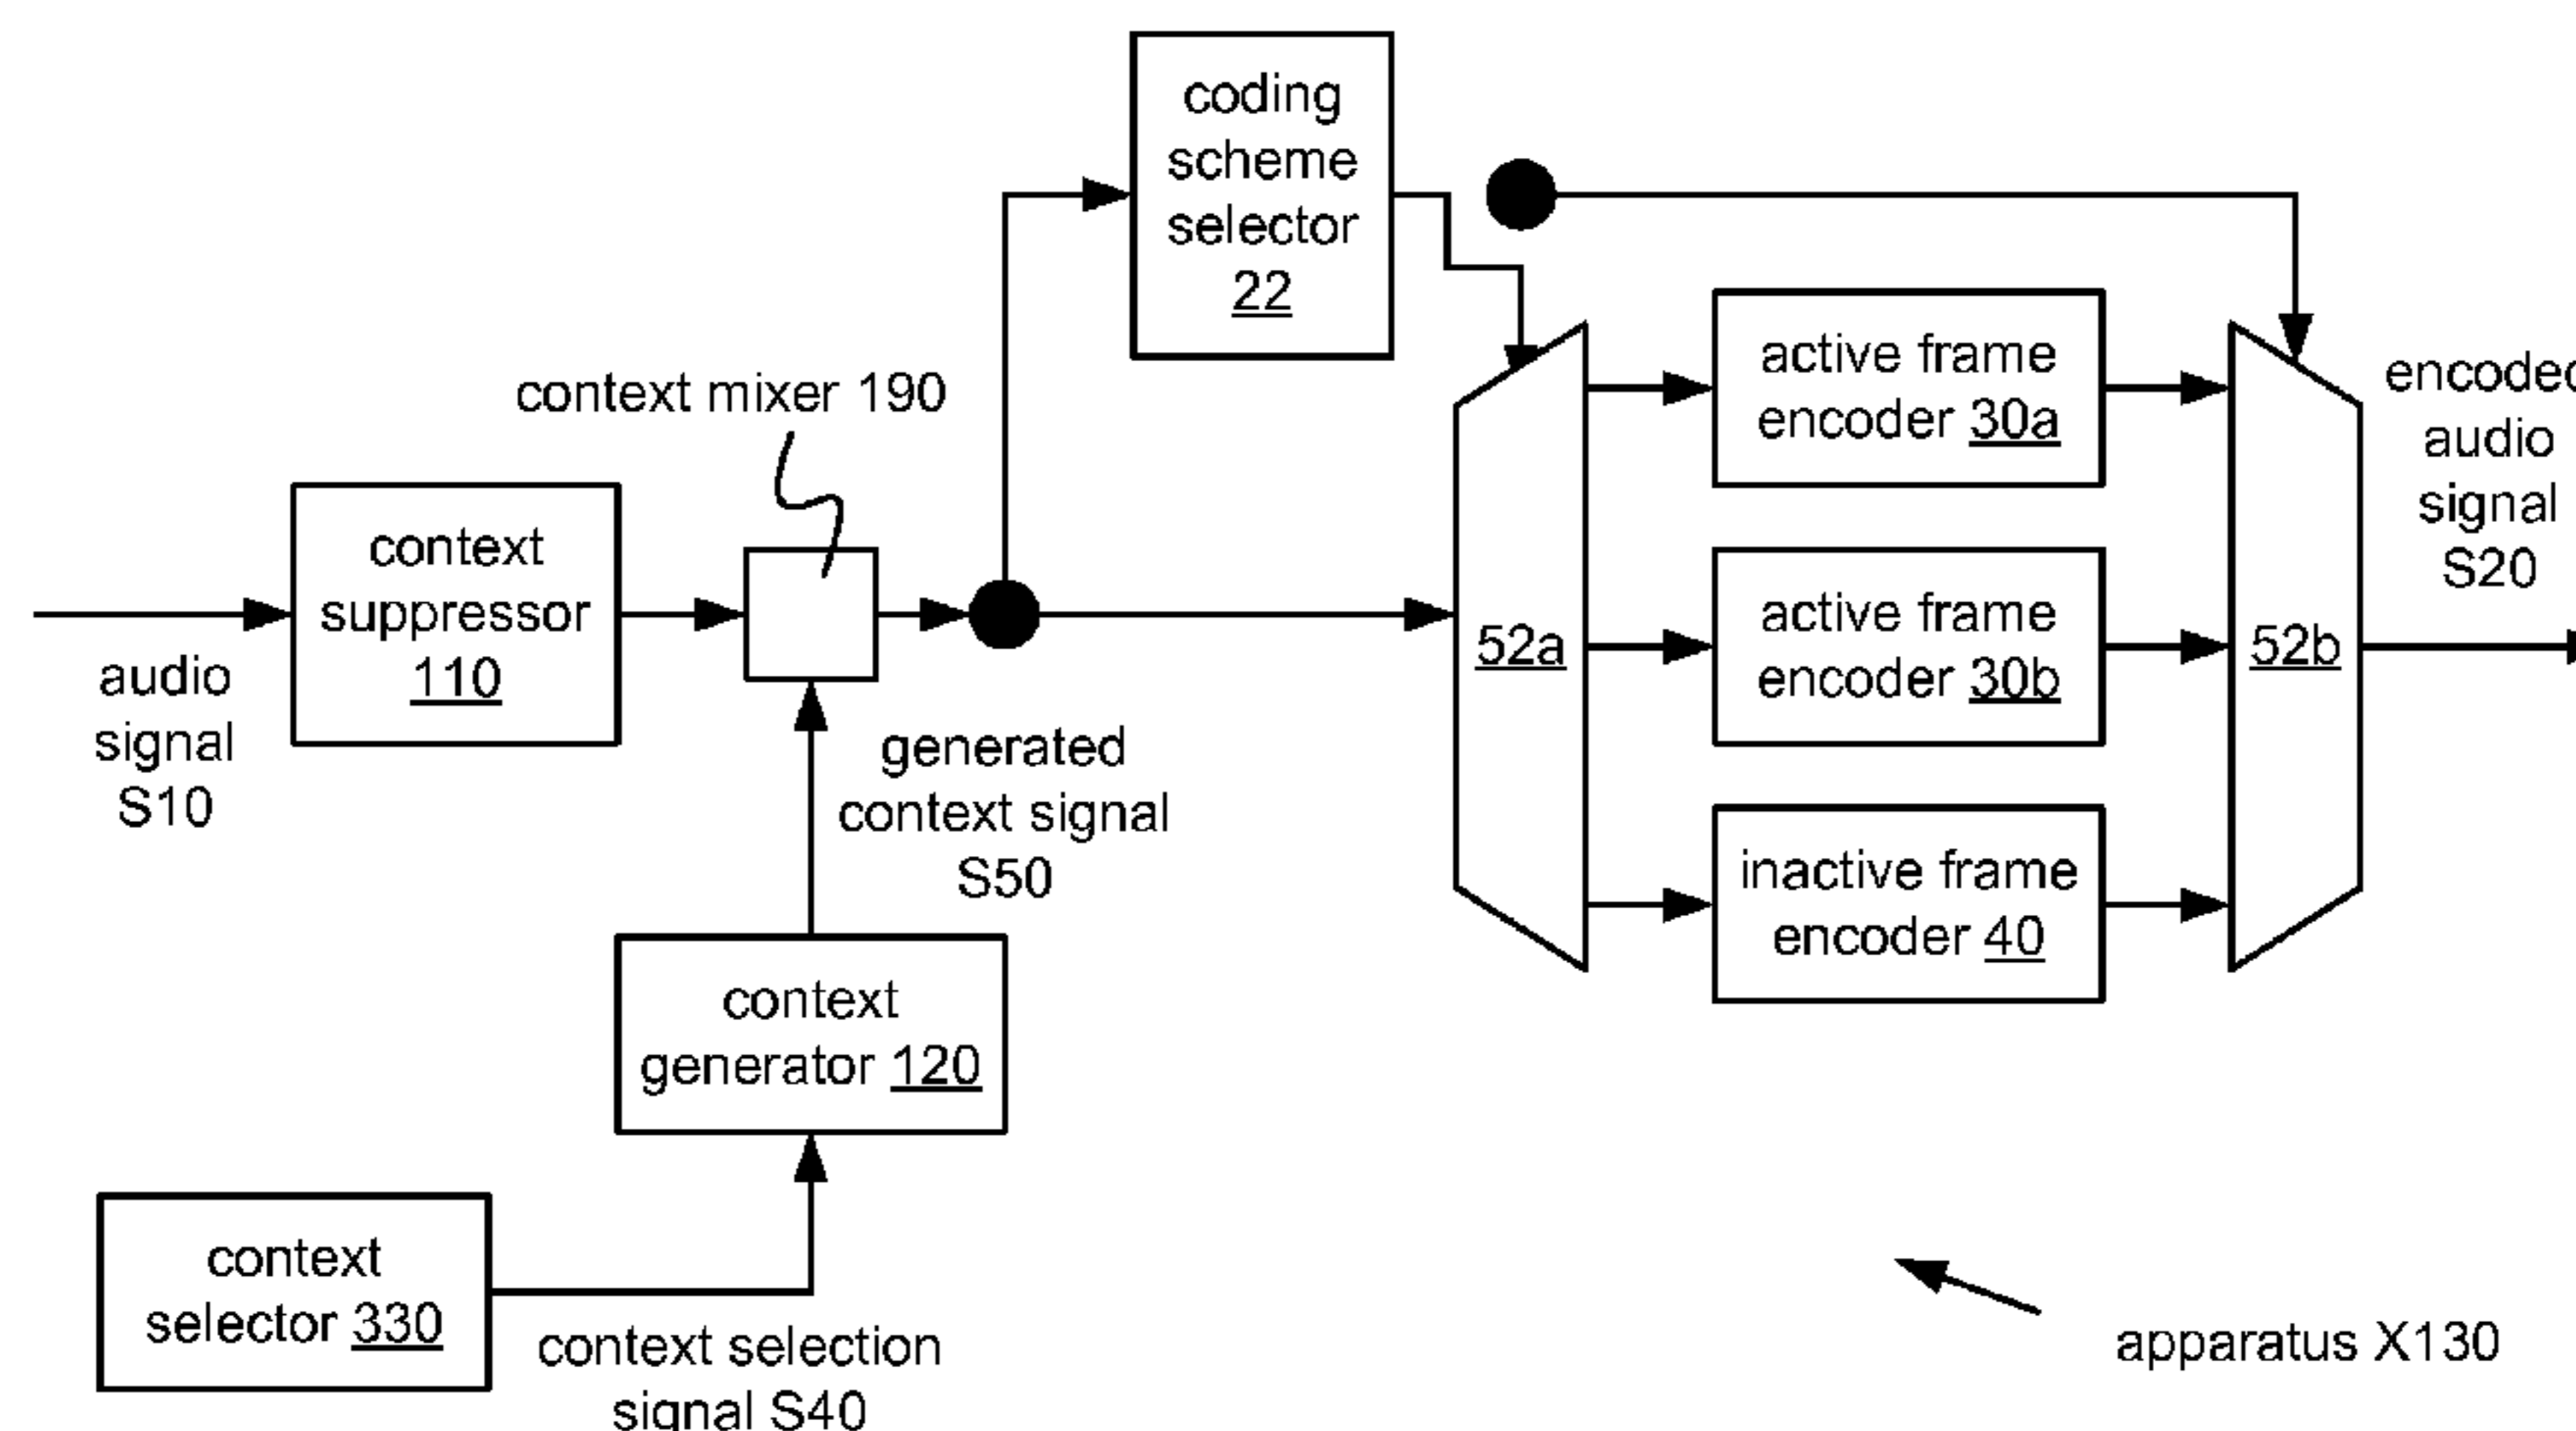 coding
scheme
selector
22
context mixer 190
active frame
encoder 30a
encoded
audio
signal
S20
context
suppressor
110
audio
signal
S10
active frame
encoder 30b
52a
52b
generated
context signal
S50
inactive frame
encoder 40
context
generator 120
context
selector 330
context selection
signal S40
apparatus X130